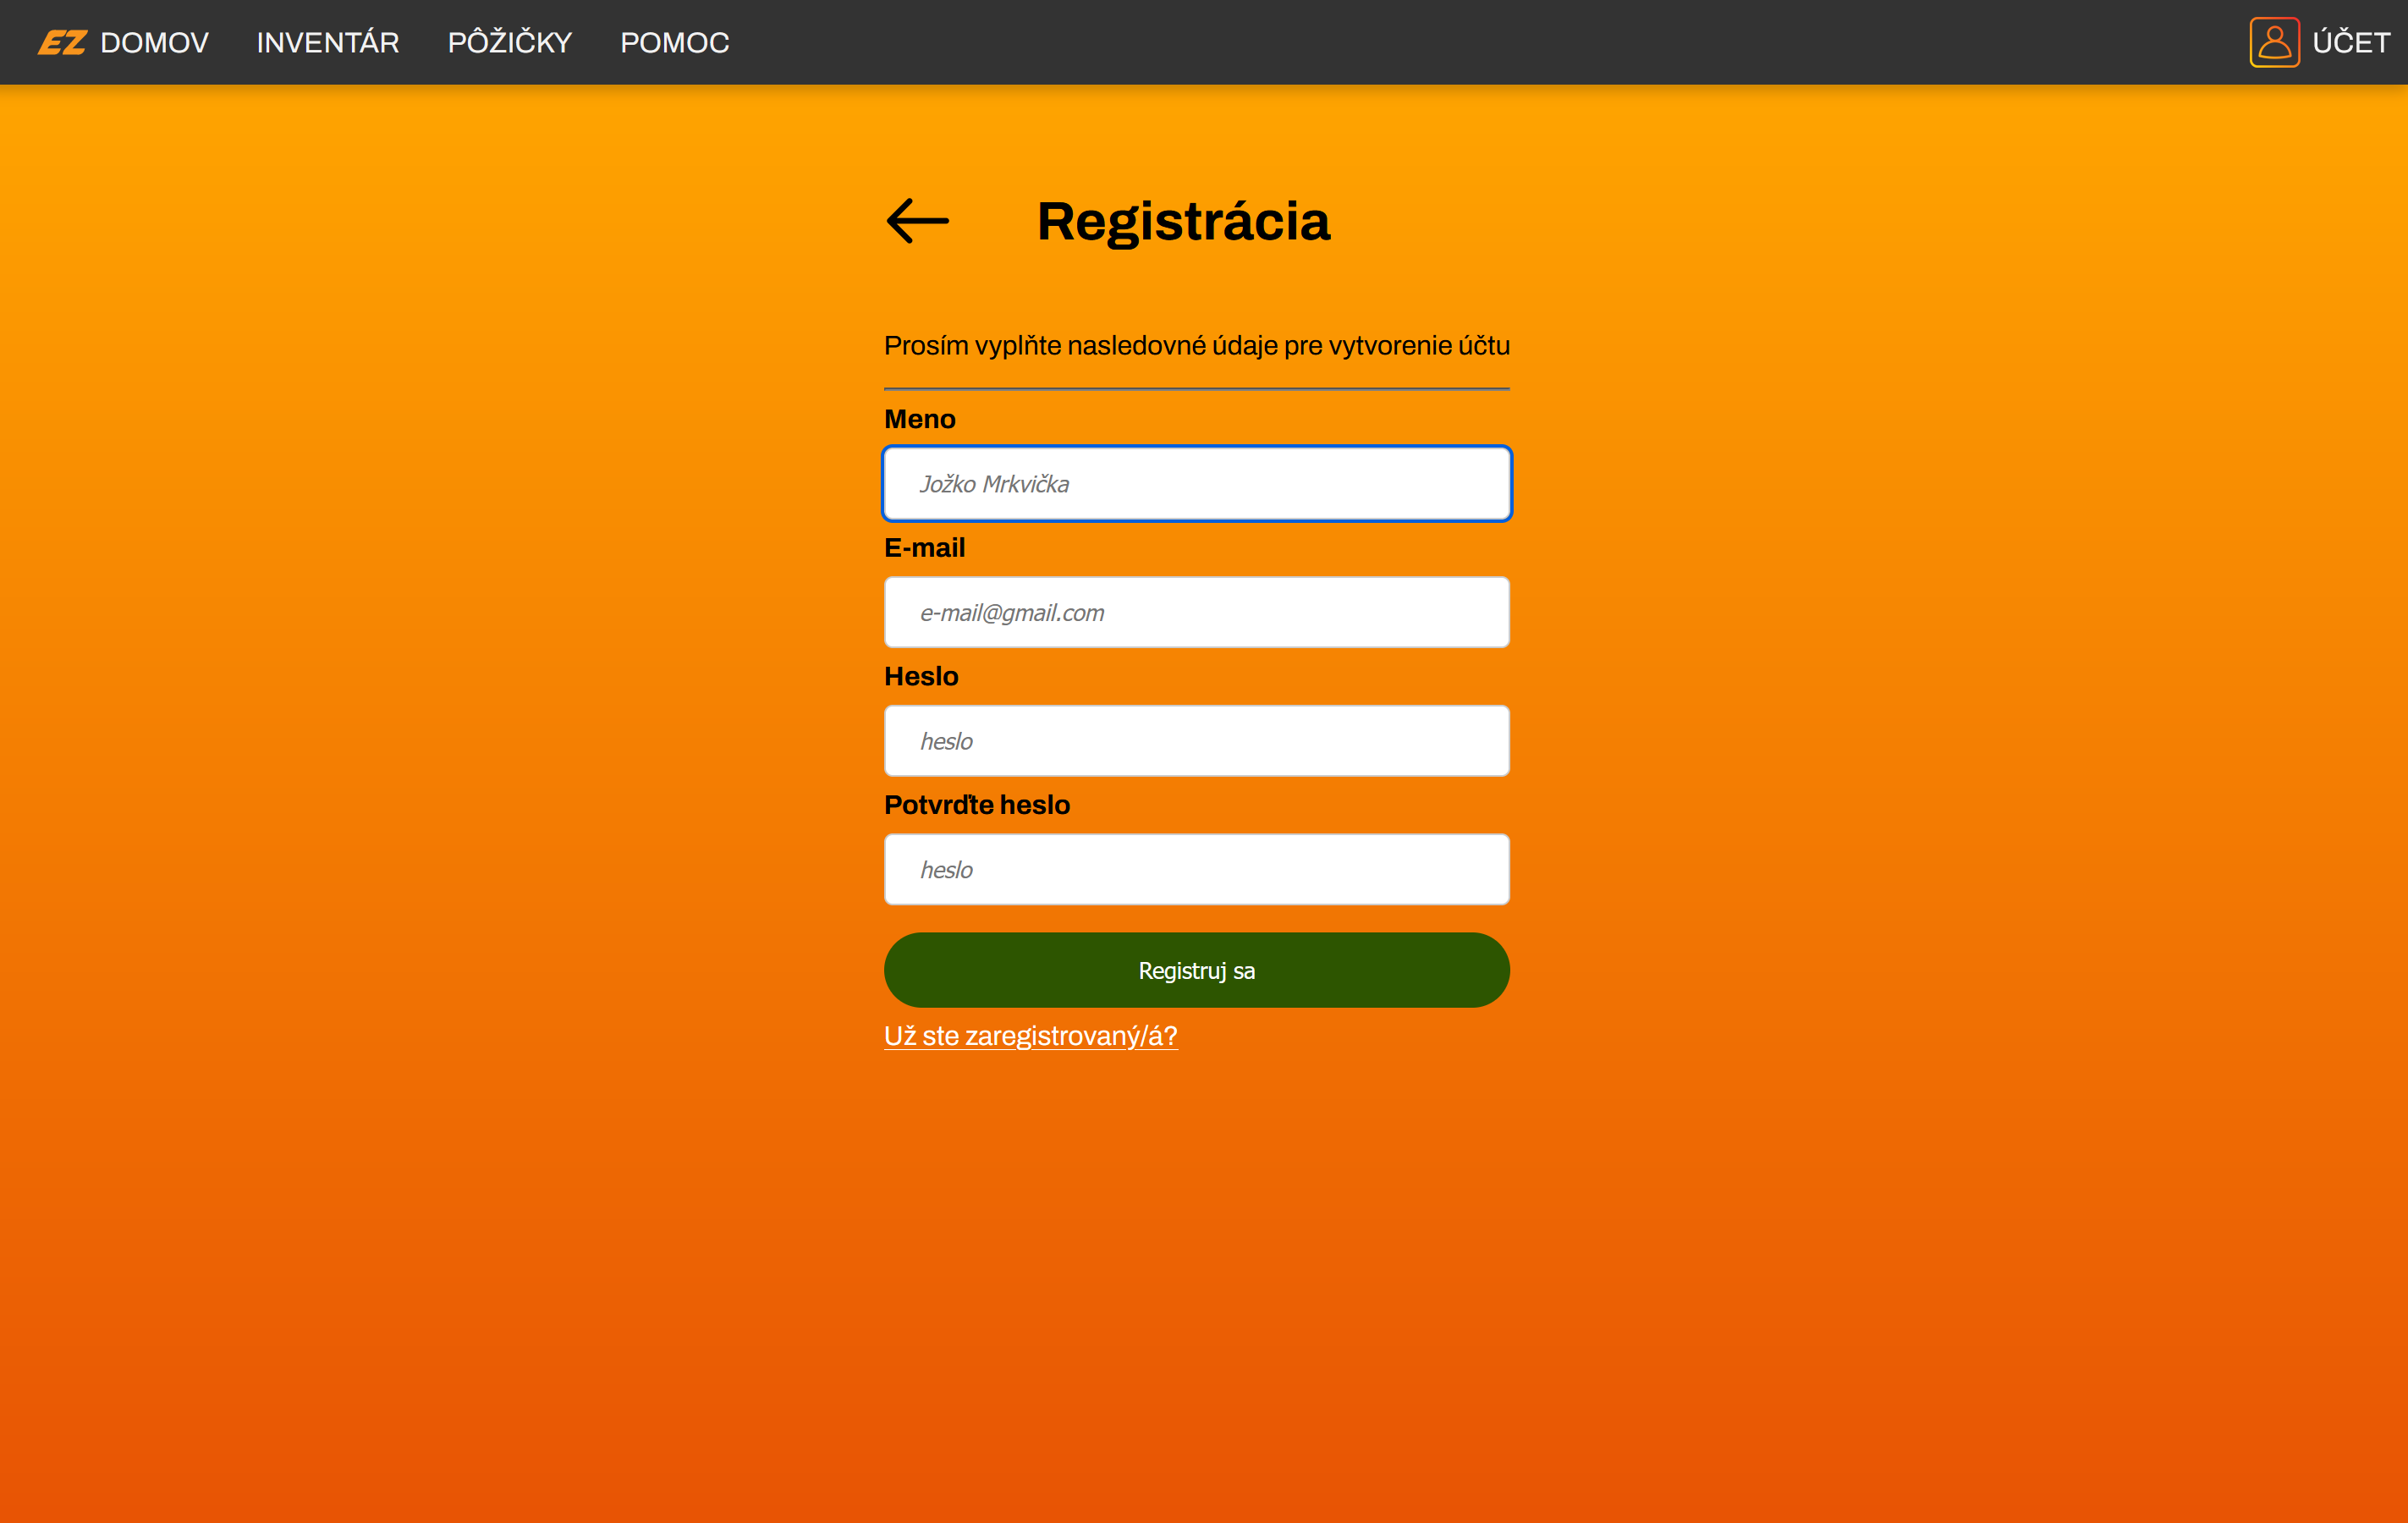 EZ DOMOV INVENTÁR PÔŽIČKY POMOC ÚČET
Registrácia
Prosím vyplňte nasledovné údaje pre vytvorenie účtu
Meno
Jožko Mrkvička
E-mail
e-mail@gmail.com
Heslo
heslo
Potvrďte heslo
heslo
Registruj sa
Už ste zaregistrovaný/á?